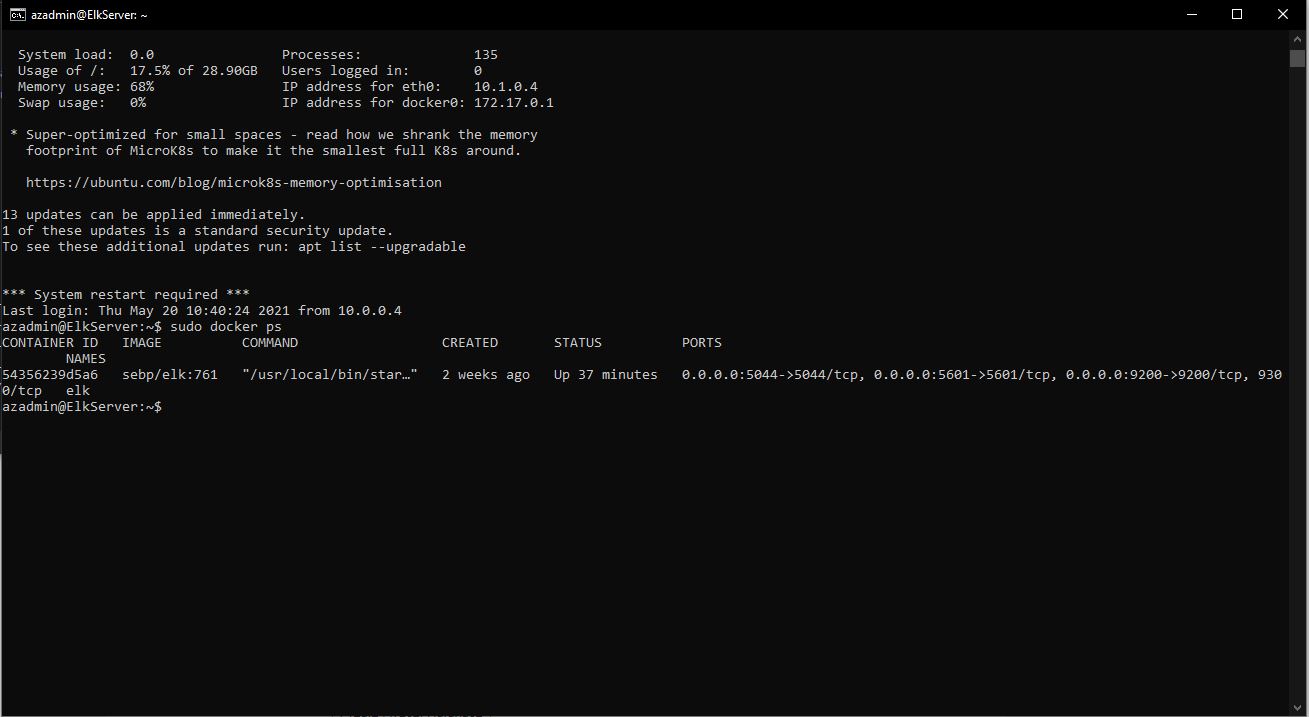 azadmin@ElkServer: ~
System load:  0.0                Processes:              135
Usage of /:   17.5% of 28.90GB   Users logged in:        0
Memory usage: 68%                IP address for eth0:    10.1.0.4
Swap usage:   0%                 IP address for docker0: 172.17.0.1
* Super-optimized for small spaces - read how we shrank the memory
footprint of MicroK8s to make it the smallest full K8s around.
https://ubuntu.com/blog/microk8s-memory-optimisation
13 updates can be applied immediately.
1 of these updates is a standard security update.
To see these additional updates run: apt list --upgradable
*** System restart required ***
Last login: Thu May 20 10:40:24 2021 from 10.0.0.4
azadmin@ElkServer:~$ sudo docker ps
CONTAINER ID   IMAGE          COMMAND                  CREATED       STATUS          PORTS
NAMES
54356239d5a6   sebp/elk:761   "/usr/local/bin/star…"   2 weeks ago   Up 37 minutes   0.0.0.0:5044->5044/tcp, 0.0.0.0:5601->5601/tcp, 0.0.0.0:9200->9200/tcp, 930
0/tcp   elk
azadmin@ElkServer:~$